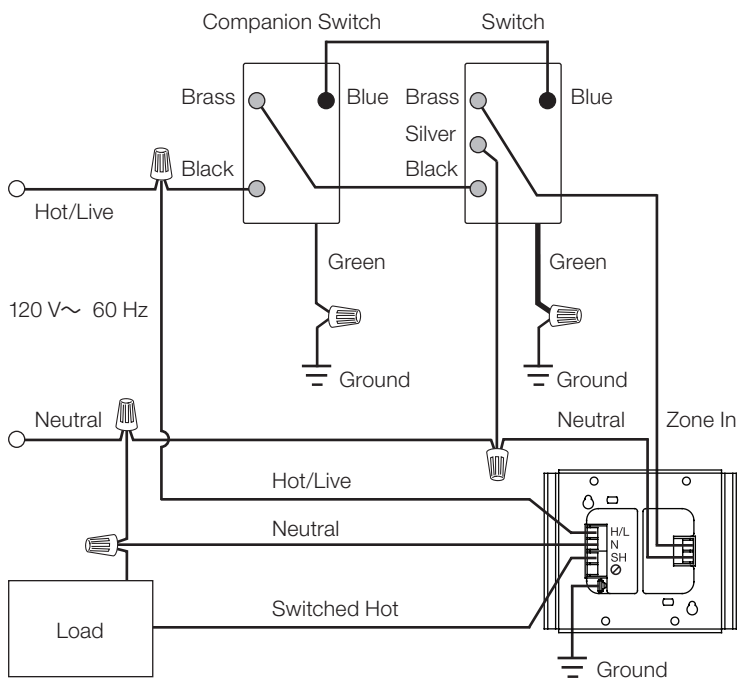 Companion Switch
Switch
Brass
Blue
Brass
Blue
Silver
Black
Black
Hot/Live
Green
Green
120 V~ 60 Hz
Ground
Ground
Neutral
Neutral
Zone In
Hot/Live
H/L
Neutral
N
SH
Switched Hot
Load
Ground